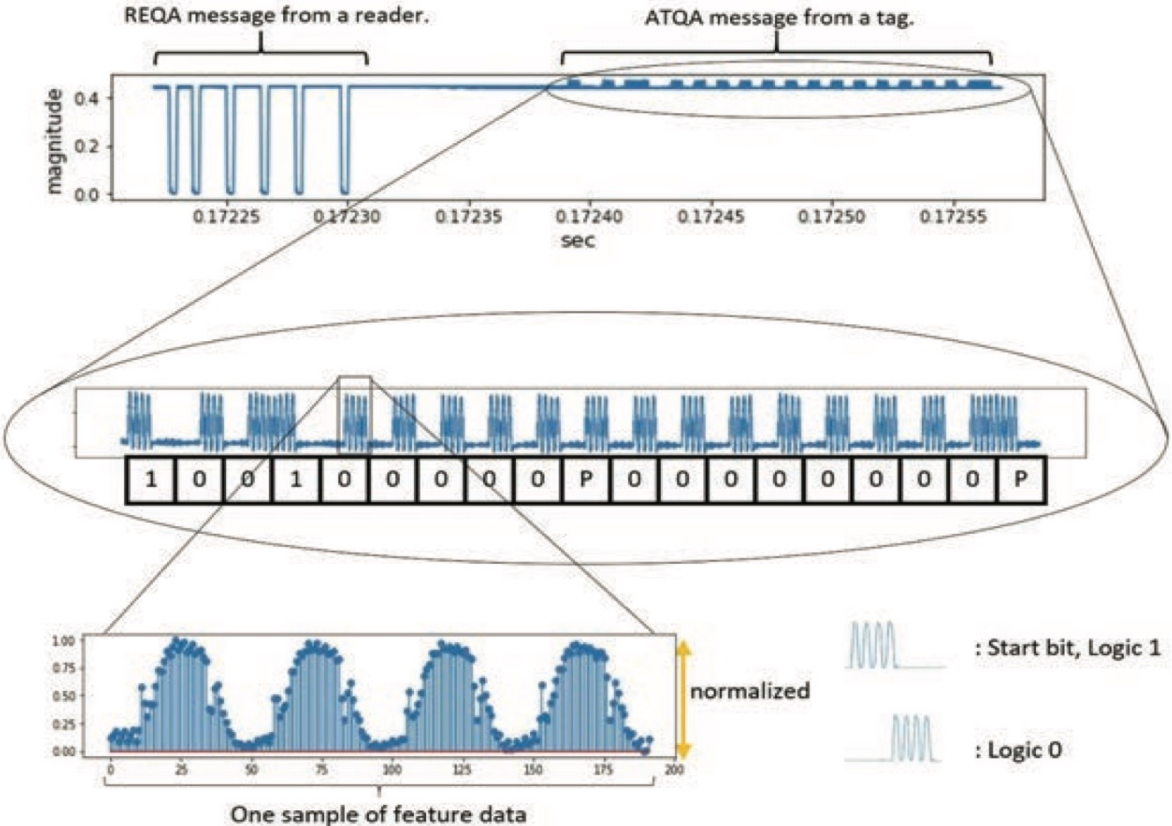 REQA message from a reader.
ATQA message from a tag.
magnitude
0.4
0.2
0.0
0.17225 0.17230 0.17235 0.17240 0.17245 0.17250 0.17255
sec
1 0 0 1 0 0 0 0 0 P 0 0 0 0 0 0 0 0 P
1.00
0.75
0.50
0.25
0.00
0 25 50 75 100 125 150 175 200
normalized
One sample of feature data
: Start bit, Logic 1
: Logic 0